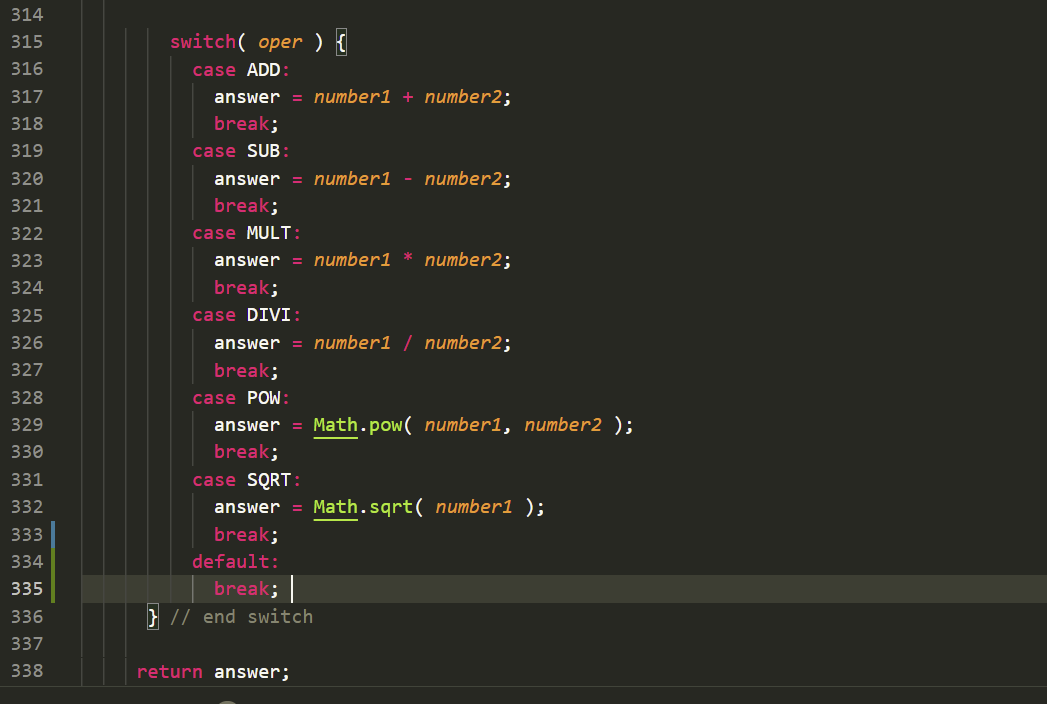 314
315 switch( oper ) {
316 case ADD:
317 answer = number1 + number2;
318 break;
319 case SUB:
320 answer = number1 - number2;
321 break;
322 case MULT:
323 answer = number1 * number2;
324 break;
325 case DIVI:
326 answer = number1 / number2;
327 break;
328 case POW:
329 answer = Math.pow( number1, number2 );
330 break;
331 case SQRT:
332 answer = Math.sqrt( number1 );
333 break;
334 default:
335 break;
336 } // end switch
337
338 return answer;